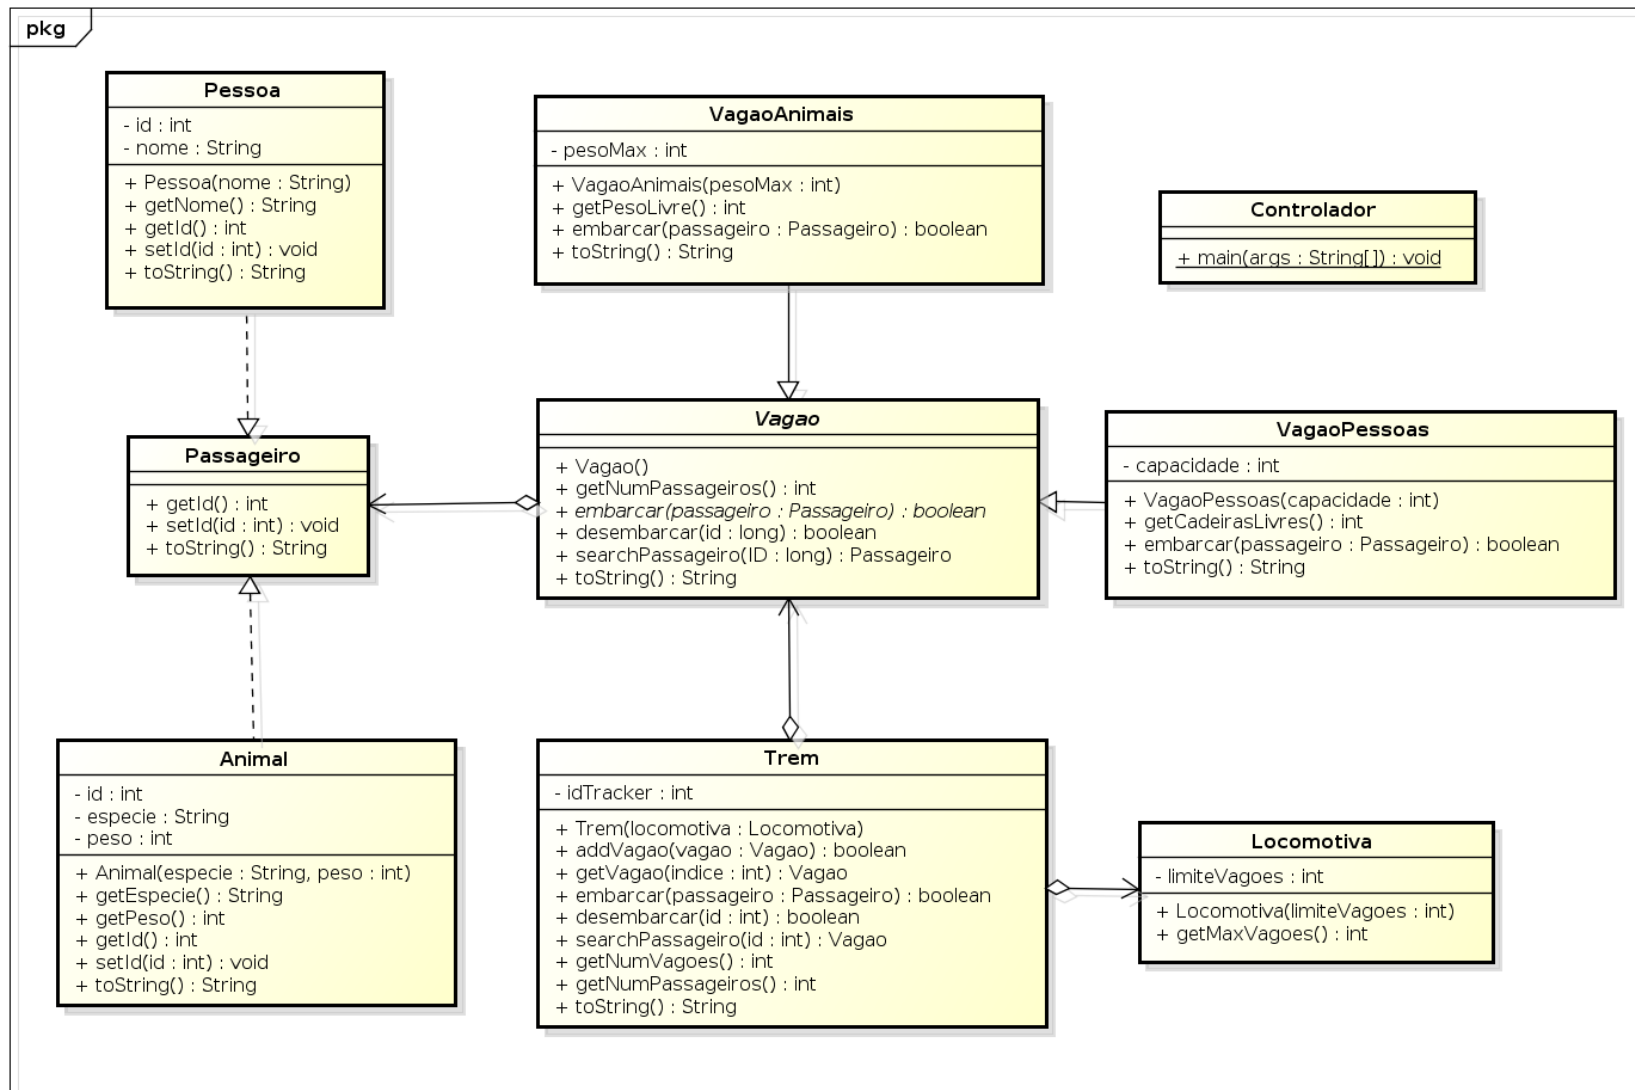 pkg
Pessoa
- id : int
- nome : String
+ Pessoa(nome : String)
+ getNome() : String
+ getId() : int
+ setId(id : int) : void
+ toString() : String
VagaoAnimais
- pesoMax : int
+ VagaoAnimais(pesoMax : int)
+ getPesoLivre() : int
+ embarcar(passageiro : Passageiro) : boolean
+ toString() : String
Controlador
+ main(args : String[]) : void
Passageiro
+ getId() : int
+ setId(id : int) : void
+ toString() : String
Vagao
+ Vagao()
+ getNumPassageiros() : int
+ embarcar(passageiro : Passageiro) : boolean
+ desembarcar(id : long) : boolean
+ searchPassageiro(ID : long) : Passageiro
+ toString() : String
VagaoPessoas
- capacidade : int
+ VagaoPessoas(capacidade : int)
+ getCadeirasLivres() : int
+ embarcar(passageiro : Passageiro) : boolean
+ toString() : String
Animal
- id : int
- especie : String
- peso : int
+ Animal(especie : String, peso : int)
+ getEspecie() : String
+ getPeso() : int
+ getId() : int
+ setId(id : int) : void
+ toString() : String
Trem
- idTracker : int
+ Trem(locomotiva : Locomotiva)
+ addVagao(vagao : Vagao) : boolean
+ getVagao(indice : int) : Vagao
+ embarcar(passageiro : Passageiro) : boolean
+ desembarcar(id : int) : boolean
+ searchPassageiro(id : int) : Vagao
+ getNumVagoes() : int
+ getNumPassageiros() : int
+ toString() : String
Locomotiva
- limiteVagoes : int
+ Locomotiva(limiteVagoes : int)
+ getMaxVagoes() : int